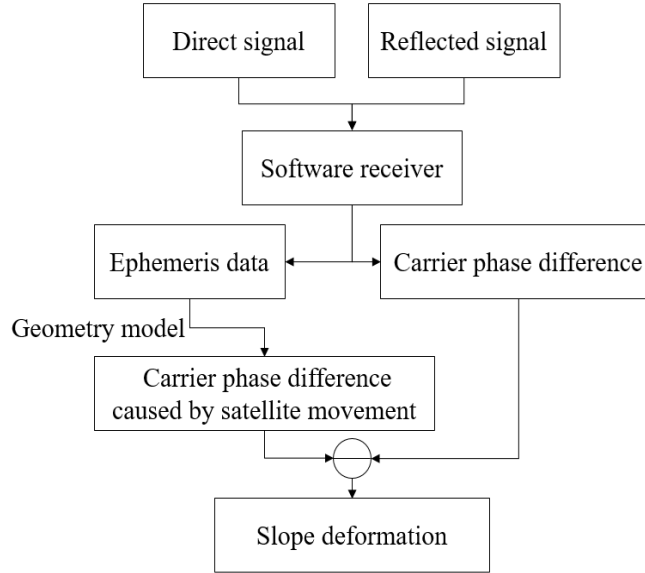 Direct signal
Reflected signal
Software receiver
Ephemeris data
Carrier phase difference
Geometry model
Carrier phase difference
caused by satellite movement
Slope deformation